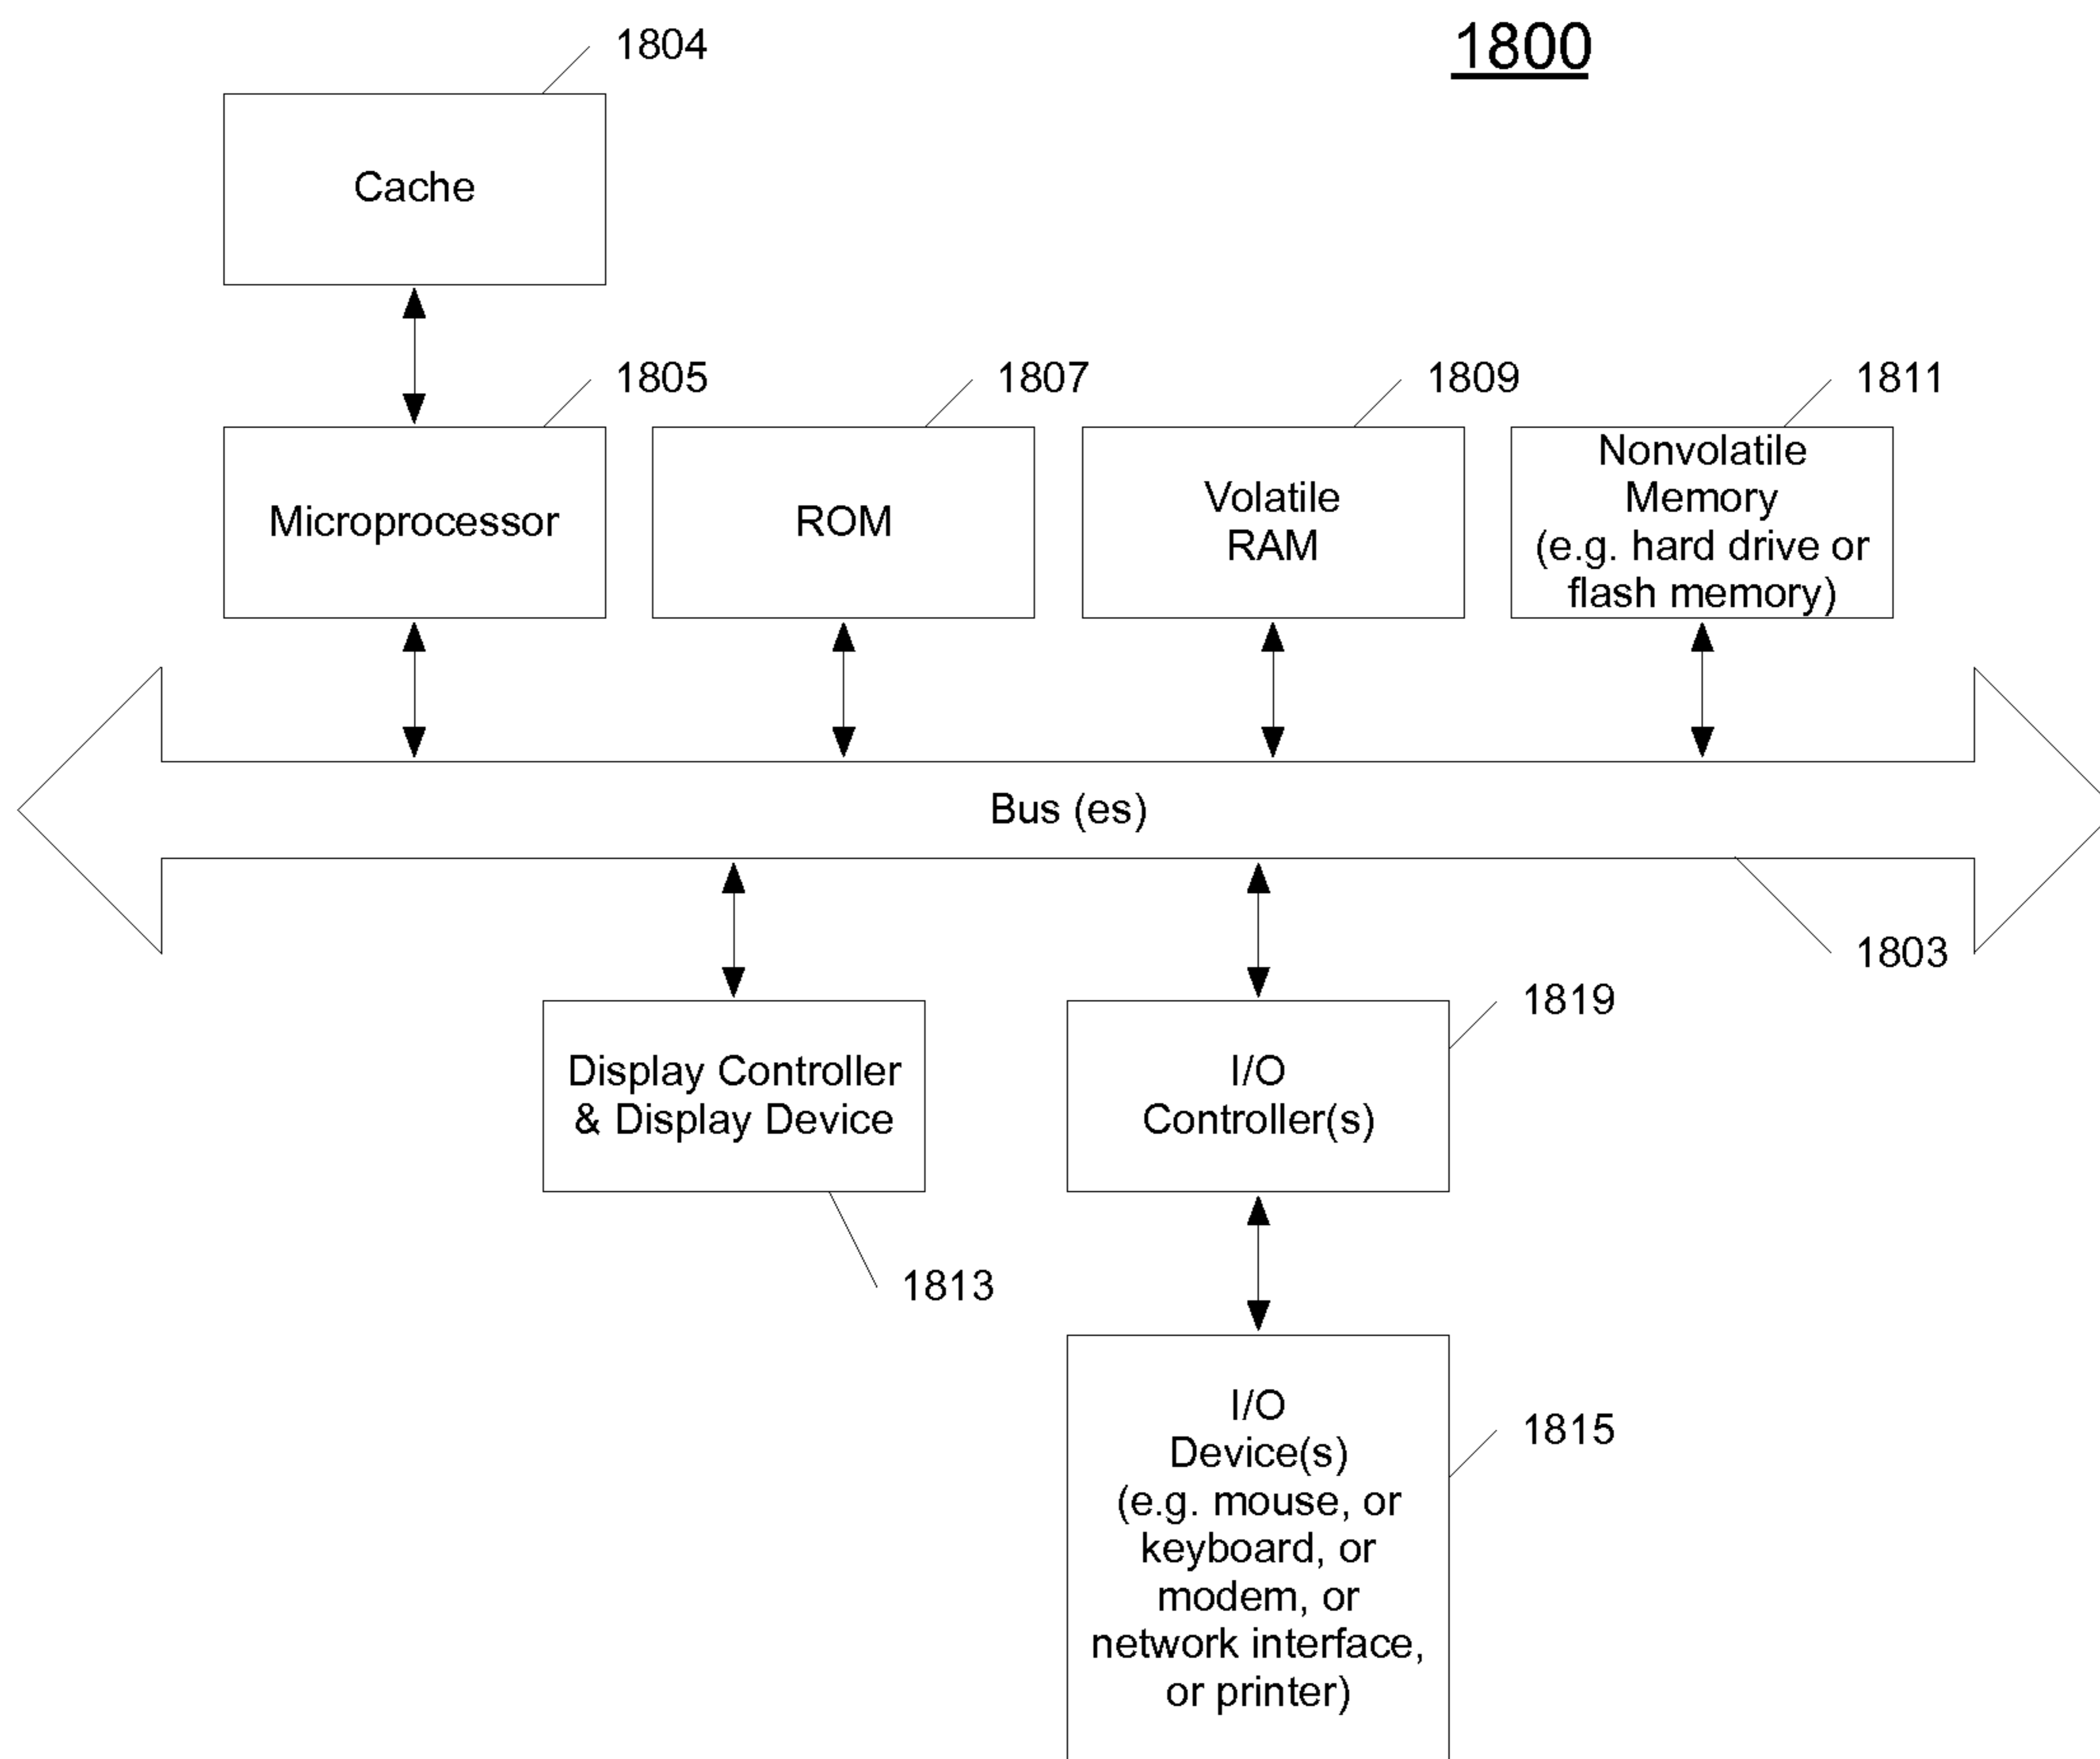 1800
1804
Cache
1805
1807
1809
1811
Microprocessor
ROM
Volatile
RAM
Nonvolatile
Memory
(e.g. hard drive or
flash memory)
Bus (es)
1803
Display Controller
& Display Device
1813
I/O
Controller(s)
1819
I/O
Device(s)
(e.g. mouse, or
keyboard, or
modem, or
network interface,
or printer)
1815